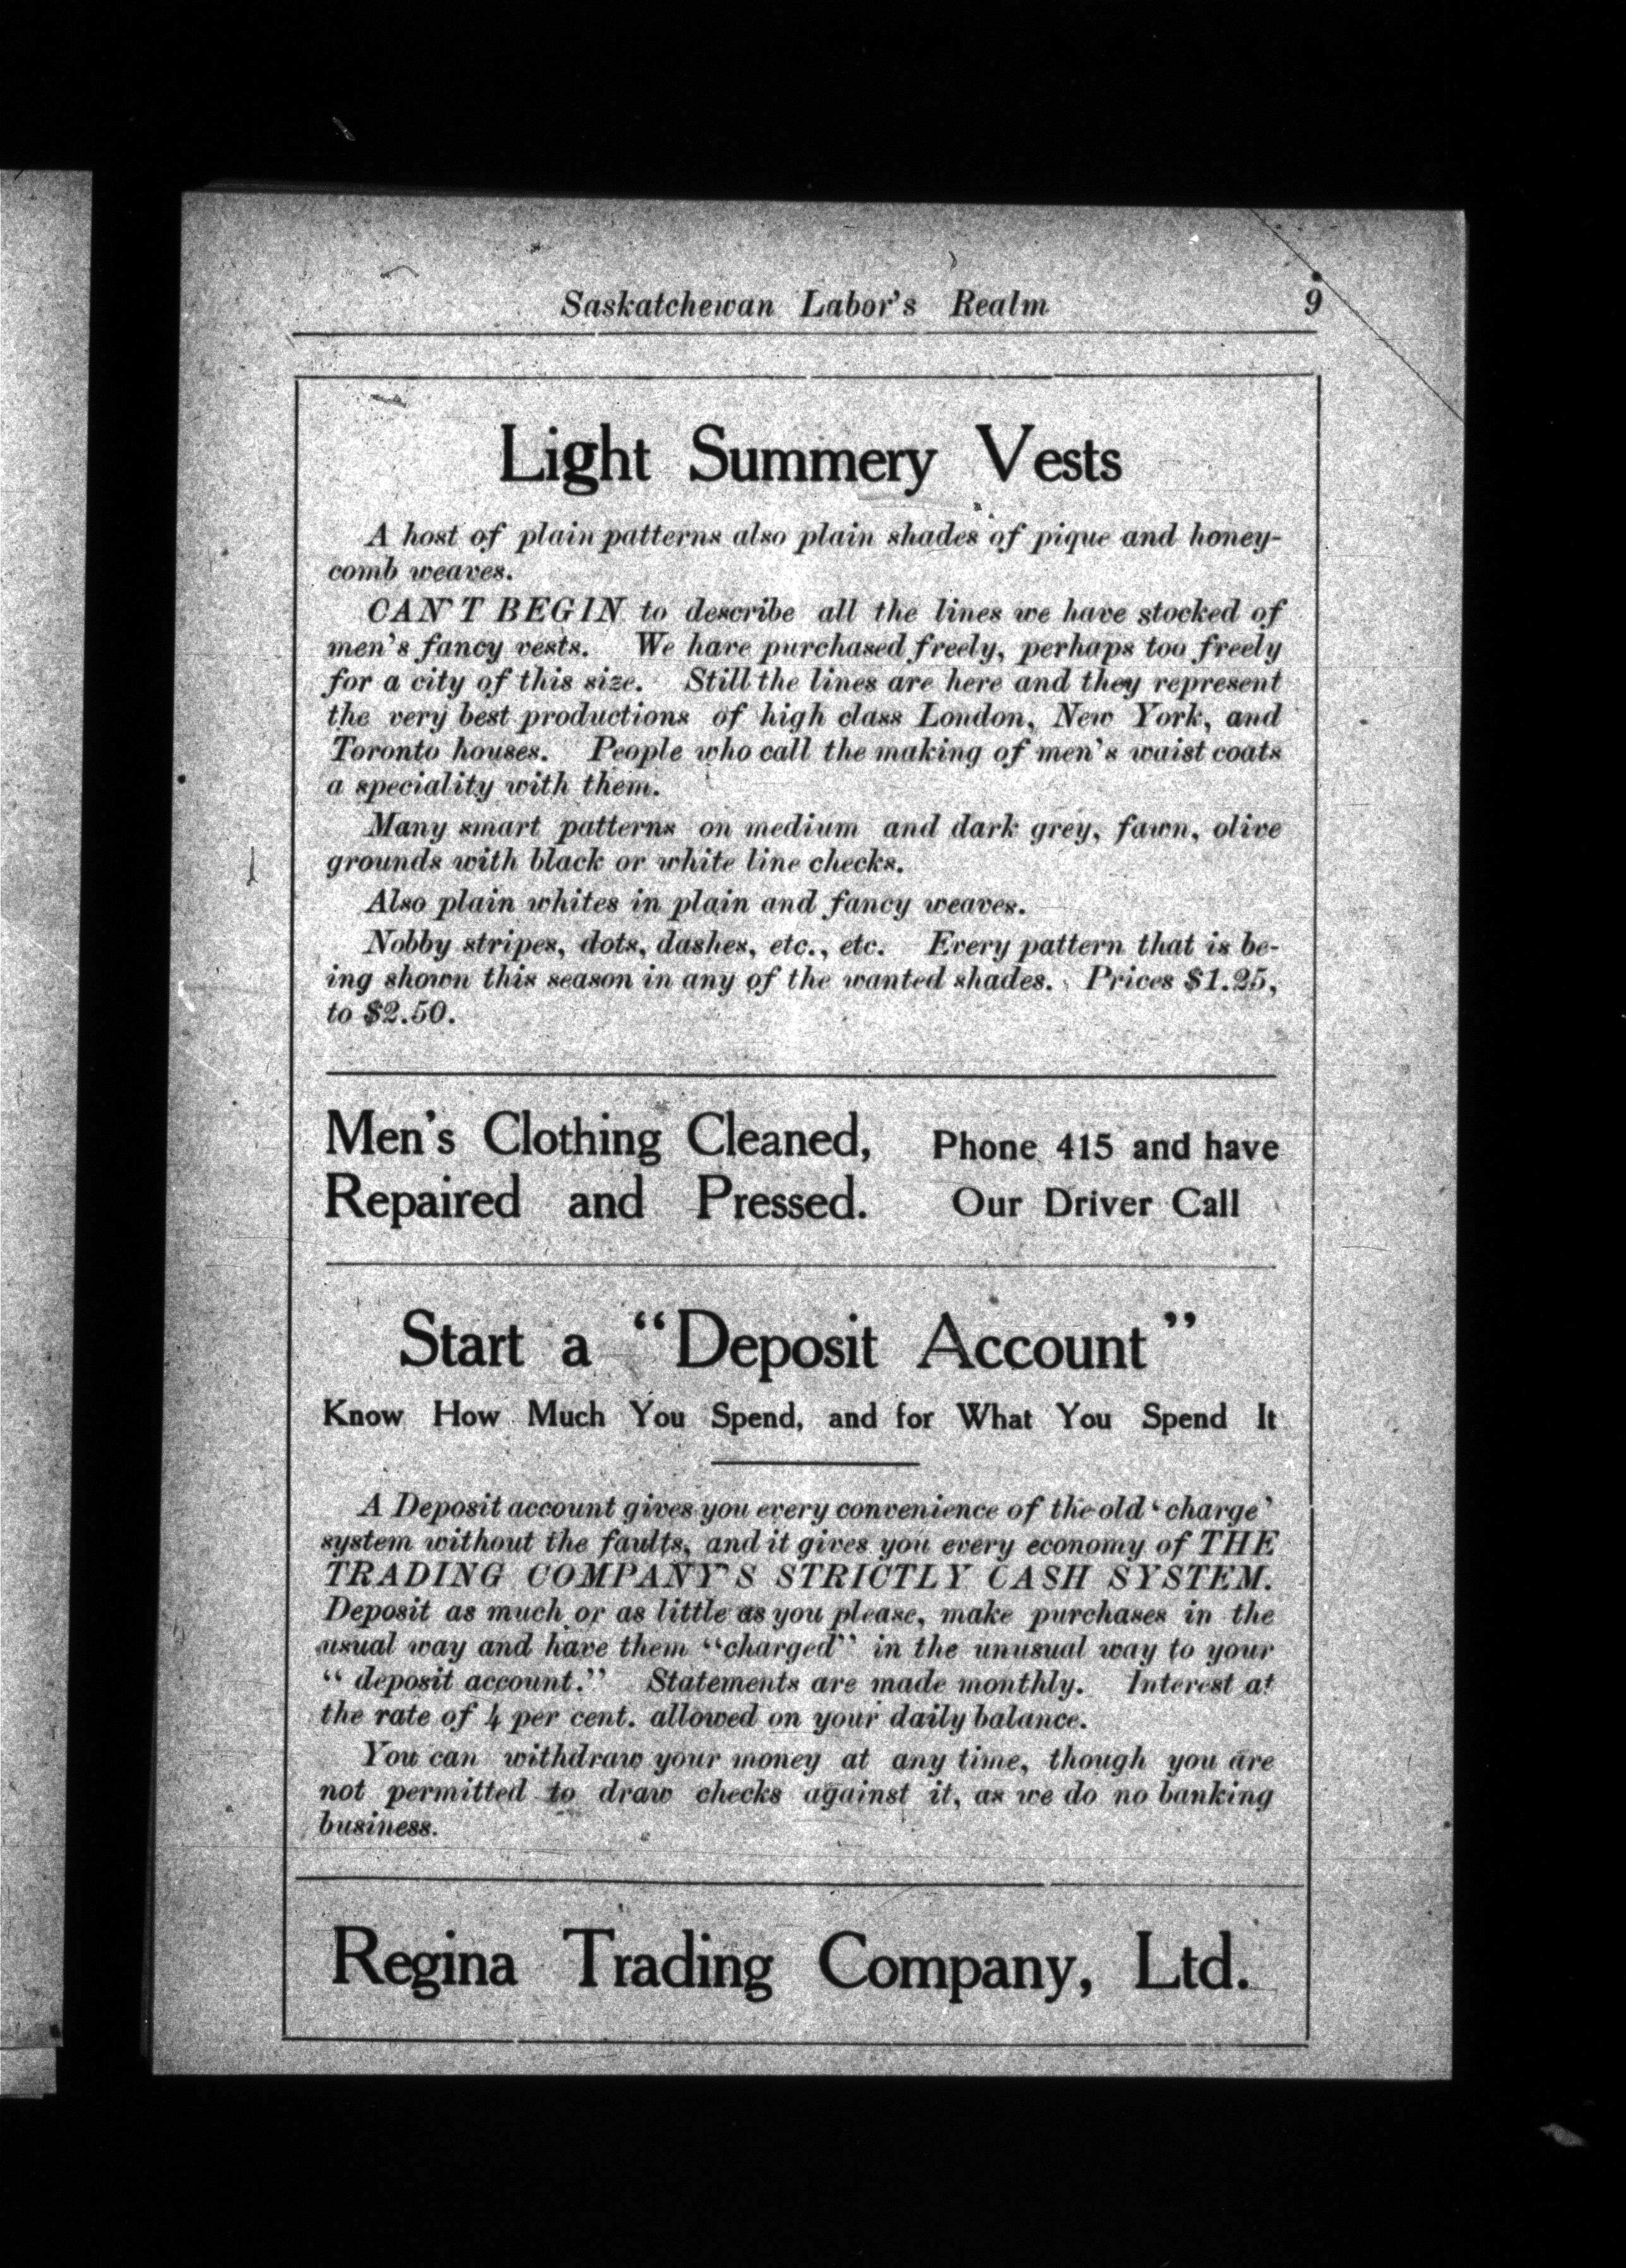 Saskatchewan Labor's Realm 9
Light Summery Vests
A host of plain patterns also plain shades of pique and honey-
comb weaves.
CAN'T BEGIN to describe all the lines we have stocked of
men's fancy vests. We have purchased freely, perhaps too freely
for a city of this size. Still the lines are here and they represent
the very best productions of high class London, New York, and
Toronto houses. People who call the making of men's waist coats
a speciality with them.
Many smart patterns on medium and dark grey, fawn, olive
grounds with black or white line checks.
Also plain whites in plain and fancy weaves.
Nobby stripes, dots, dashes, etc., etc. Every pattern that is be-
ing shown this season in any of the wanted shades. Prices $1.25,
to $2.50.
Men's Clothing Cleaned,
Repaired and Pressed.
Phone 415 and have
Our Driver Call
Start a "Deposit Account"
Know How Much You Spend, and for What You Spend It
A Deposit account gives you every convenience of the old 'charge'
system without the faults, and it gives you every economy of THE
TRADING COMPANY'S STRICTLY CASH SYSTEM.
Deposit as much or as little as you please, make purchases in the
usual way and have them "charged" in the unusual way to your
"deposit account." Statements are made monthly. Interest at
the rate of 4 per cent. allowed on your daily balance.
You can withdraw your money at any time, though you are
not permitted to draw checks against it, as we do no banking
business.
Regina Trading Company, Ltd.